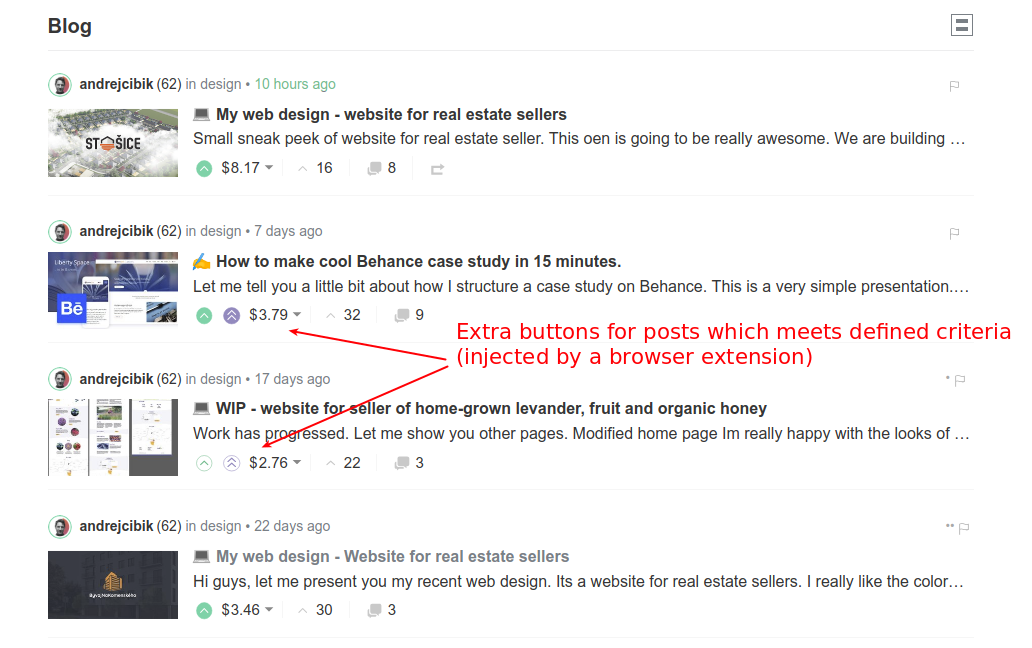 Blog
andrejcibik (62) in design • 10 hours ago
STOŠICE
💻 My web design - website for real estate sellers
Small sneak peek of website for real estate seller. This oen is going to be really awesome. We are building …
$8.17 16 8
andrejcibik (62) in design • 7 days ago
Liberty Space
Bē
✍ How to make cool Behance case study in 15 minutes.
Let me tell you a little bit about how I structure a case study on Behance. This is a very simple presentation.…
$3.79 32 9
Extra buttons for posts which meets defined criteria
(injected by a browser extension)
andrejcibik (62) in design • 17 days ago
💻 WIP - website for seller of home-grown levander, fruit and organic honey
Work has progressed. Let me show you other pages. Modified home page Im really happy with the looks of …
$2.76 22 3
andrejcibik (62) in design • 22 days ago
ByvajNaKomenského
💻 My web design - Website for real estate sellers
Hi guys, let me present you my recent web design. Its a website for real estate sellers. I really like the color…
$3.46 30 3